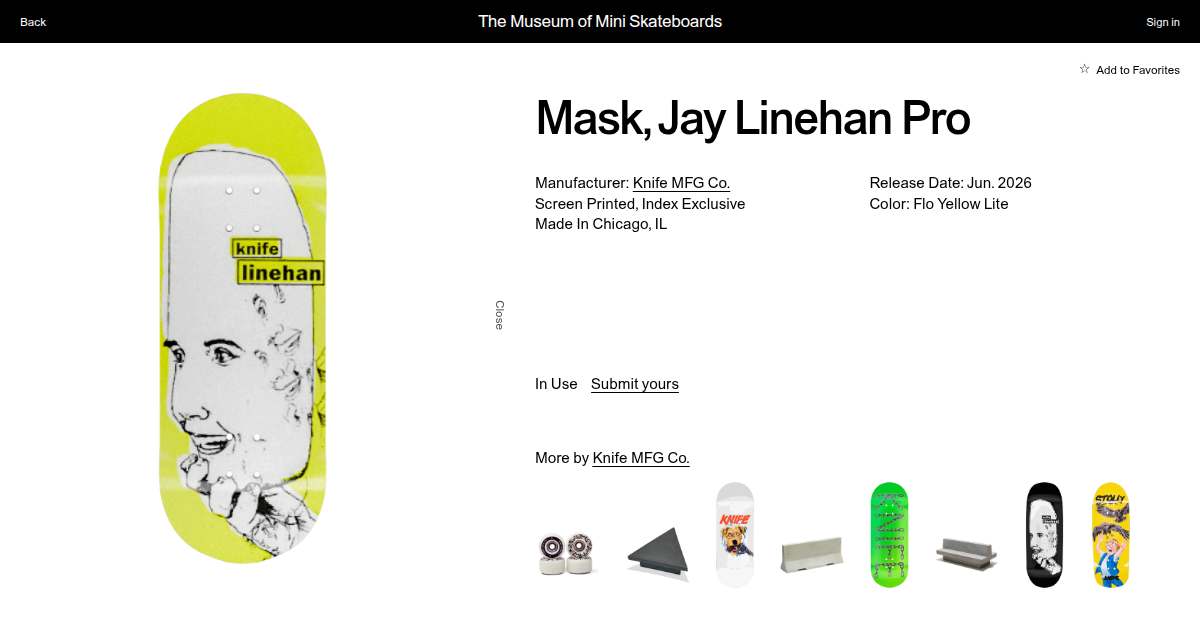 Back
The Museum of Mini Skateboards
Sign in
☆ Add to Favorites
Mask, Jay Linehan Pro
Manufacturer: Knife MFG Co.
Screen Printed, Index Exclusive
Made In Chicago, IL
Release Date: Jun. 2026
Color: Flo Yellow Lite
knife
linehan
Close
In Use Submit yours
More by Knife MFG Co.
KNIFE
KNIFE
STOLLY